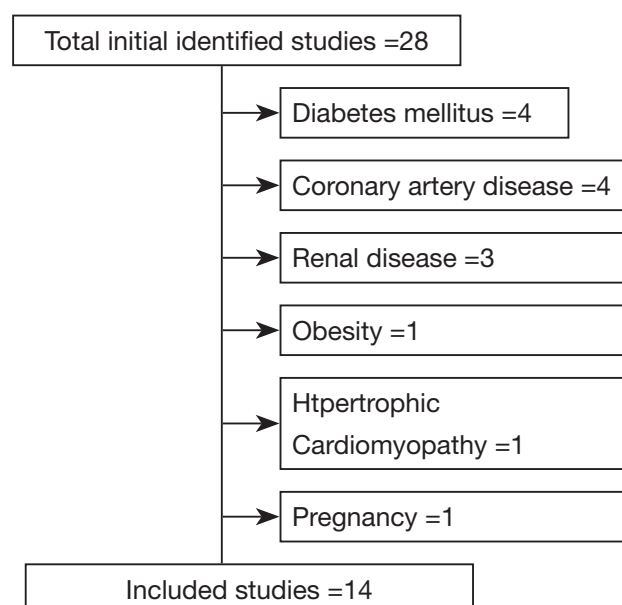 Total initial identified studies =28
Diabetes mellitus =4
Coronary artery disease =4
Renal disease =3
Obesity =1
Htpertrophic
Cardiomyopathy =1
Pregnancy =1
Included studies =14